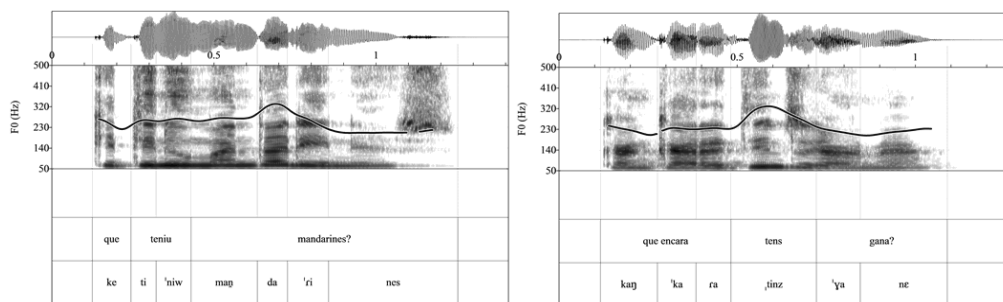 0 0.5 1
500
410
320
230
140
50
F0 (Hz)
que teniu mandarines?
ke ti ˈniw man̪ da ˈɾi nes
0 0.5 1
500
410
320
230
140
50
F0 (Hz)
que encara tens gana?
kaŋ ˈka ɾa ˌtinz ˈɣa nɛ